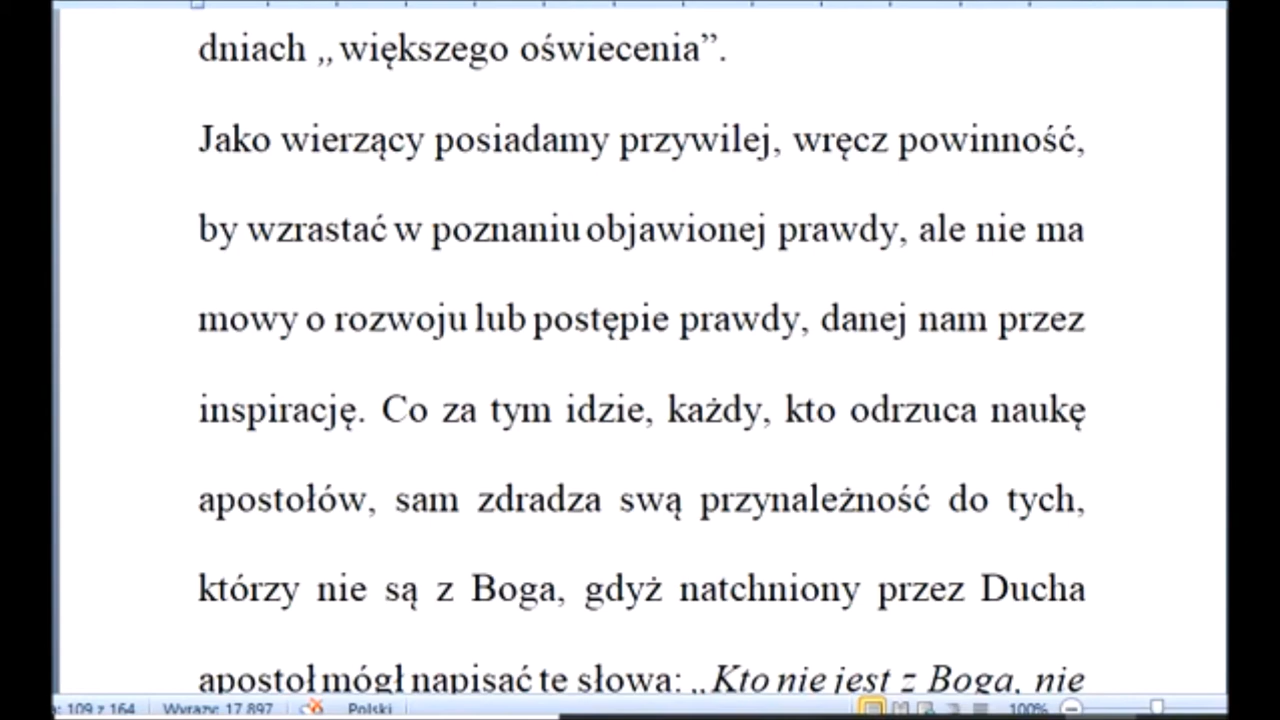 dniach „większego oświecenia”.
Jako wierzący posiadamy przywilej, wręcz powinność,
by wzrastać w poznaniu objawionej prawdy, ale nie ma
mowy o rozwoju lub postępie prawdy, danej nam przez
inspirację. Co za tym idzie, każdy, kto odrzuca naukę
apostołów, sam zdradza swą przynależność do tych,
którzy nie są z Boga, gdyż natchniony przez Ducha
apostoł mógł napisać te słowa: „Kto nie jest z Boga, nie
: 109 z 164 Wyrazy: 17 897 Polski 100%